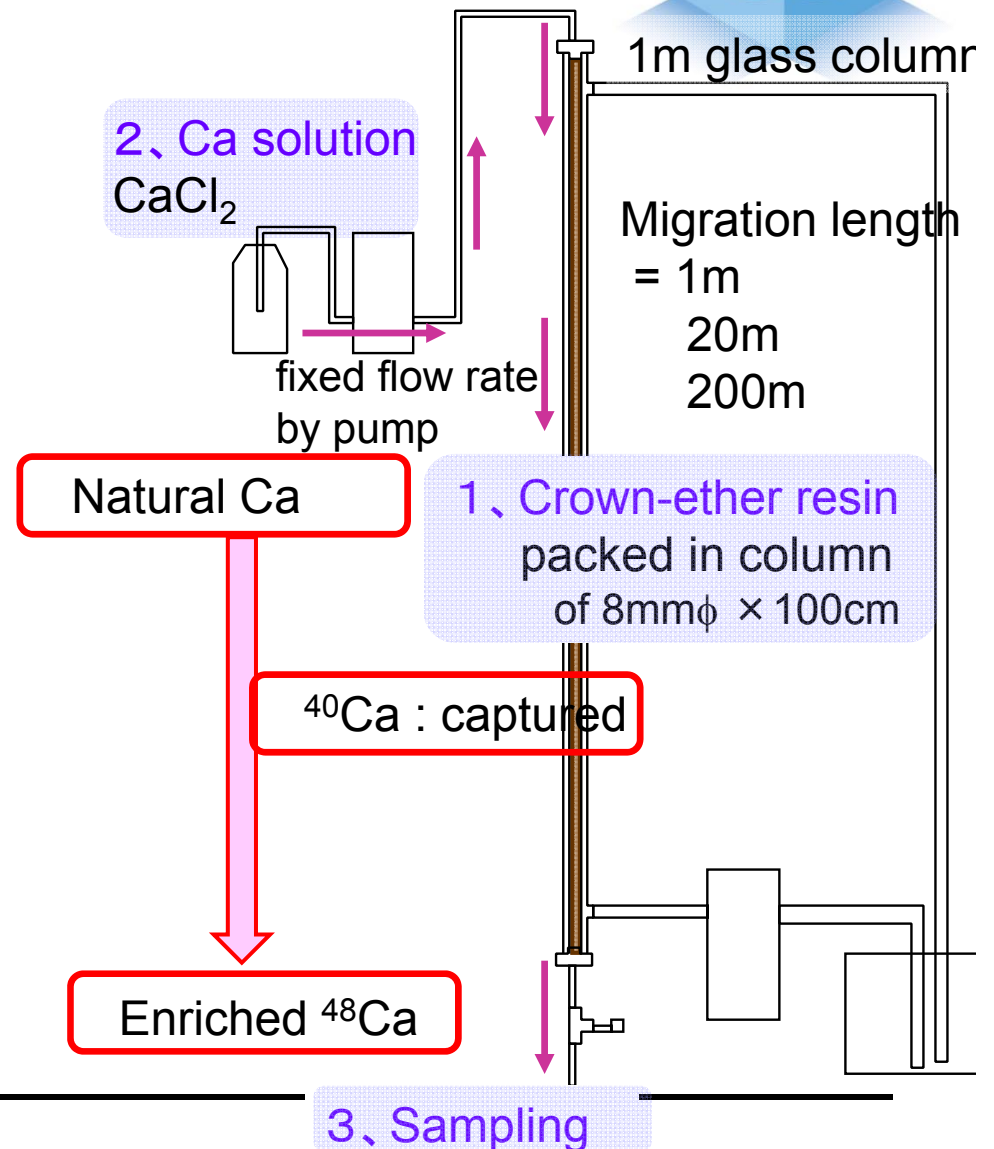 1m glass column
2、Ca solution
CaCl₂
Migration length
= 1m
20m
200m
fixed flow rate
by pump
Natural Ca
1、Crown-ether resin
packed in column
of 8mmϕ ×100cm
⁴⁰Ca : captured
Enriched ⁴⁸Ca
3、Sampling